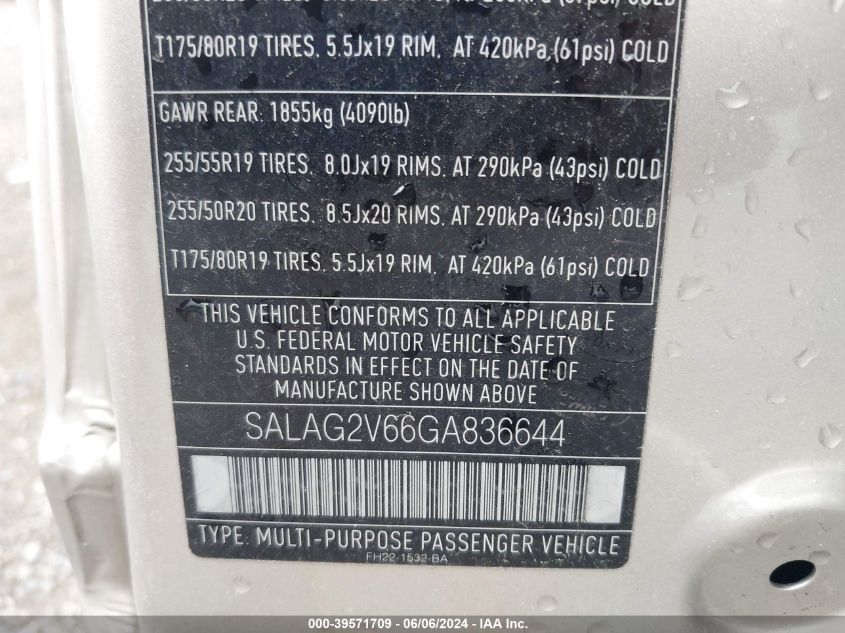 T175/80R19 TIRES. 5.5Jx19 RIM, AT 420kPa,(61psi) COLD
GAWR REAR: 1855kg (4090lb)
255/55R19 TIRES, 8.0Jx19 RIMS, AT 290kPa (43psi) COLD
255/50R20 TIRES, 8.5Jx20 RIMS, AT 290kPa (43psi) COLD
T175/80R19 TIRES, 5.5Jx19 RIM, AT 420kPa (61psi) COLD
THIS VEHICLE CONFORMS TO ALL APPLICABLE
U.S. FEDERAL MOTOR VEHICLE SAFETY
STANDARDS IN EFFECT ON THE DATE OF
MANUFACTURE SHOWN ABOVE
SALAG2V66GA836644
TYPE: MULTI-PURPOSE PASSENGER VEHICLE
FH22-1532-BA
000-39571709 - 06/06/2024 - IAA Inc.